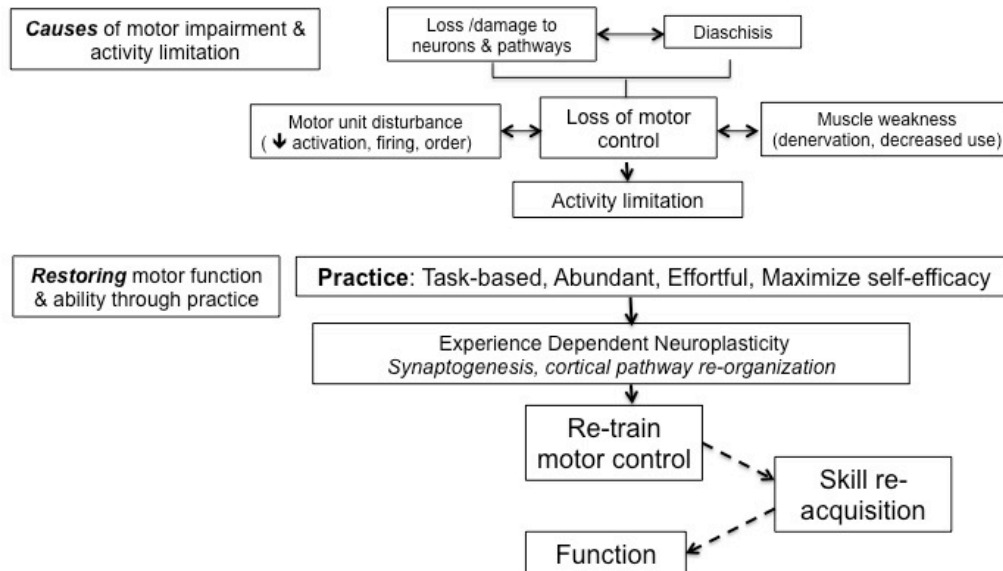 Causes of motor impairment &
activity limitation
Loss /damage to
neurons & pathways
Diaschisis
Motor unit disturbance
( ↓ activation, firing, order)
Loss of motor
control
Muscle weakness
(denervation, decreased use)
Activity limitation
Restoring motor function
& ability through practice
Practice: Task-based, Abundant, Effortful, Maximize self-efficacy
Experience Dependent Neuroplasticity
Synaptogenesis, cortical pathway re-organization
Re-train
motor control
Skill re-
acquisition
Function